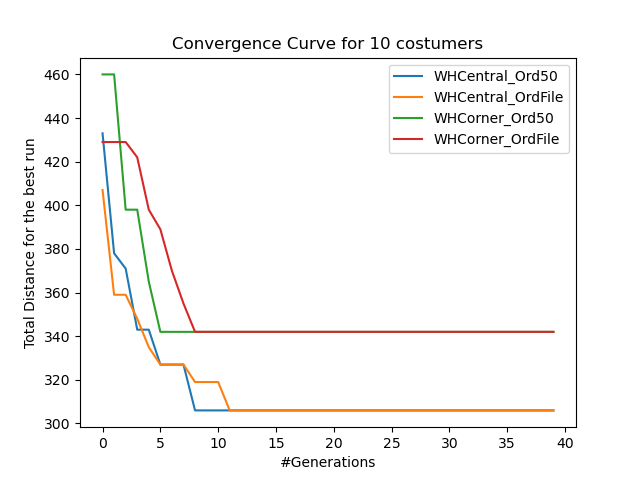 Convergence Curve for 10 costumers
WHCentral_Ord50
WHCentral_OrdFile
WHCorner_Ord50
WHCorner_OrdFile
Total Distance for the best run
460
440
420
400
380
360
340
320
300
0 5 10 15 20 25 30 35 40
#Generations